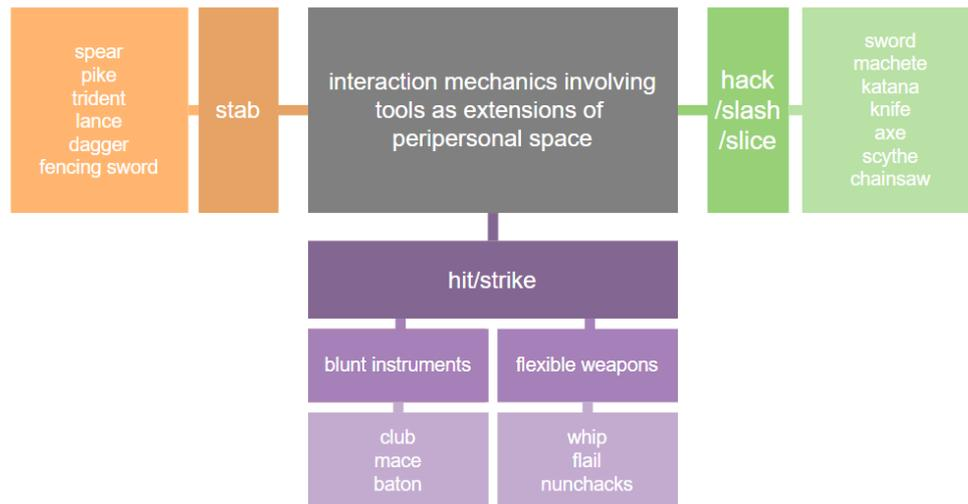 spear
pike
trident
lance
dagger
fencing sword
stab
interaction mechanics involving
tools as extensions of
peripersonal space
hack
/slash
/slice
sword
machete
katana
knife
axe
scythe
chainsaw
hit/strike
blunt instruments
flexible weapons
club
mace
baton
whip
flail
nunchacks